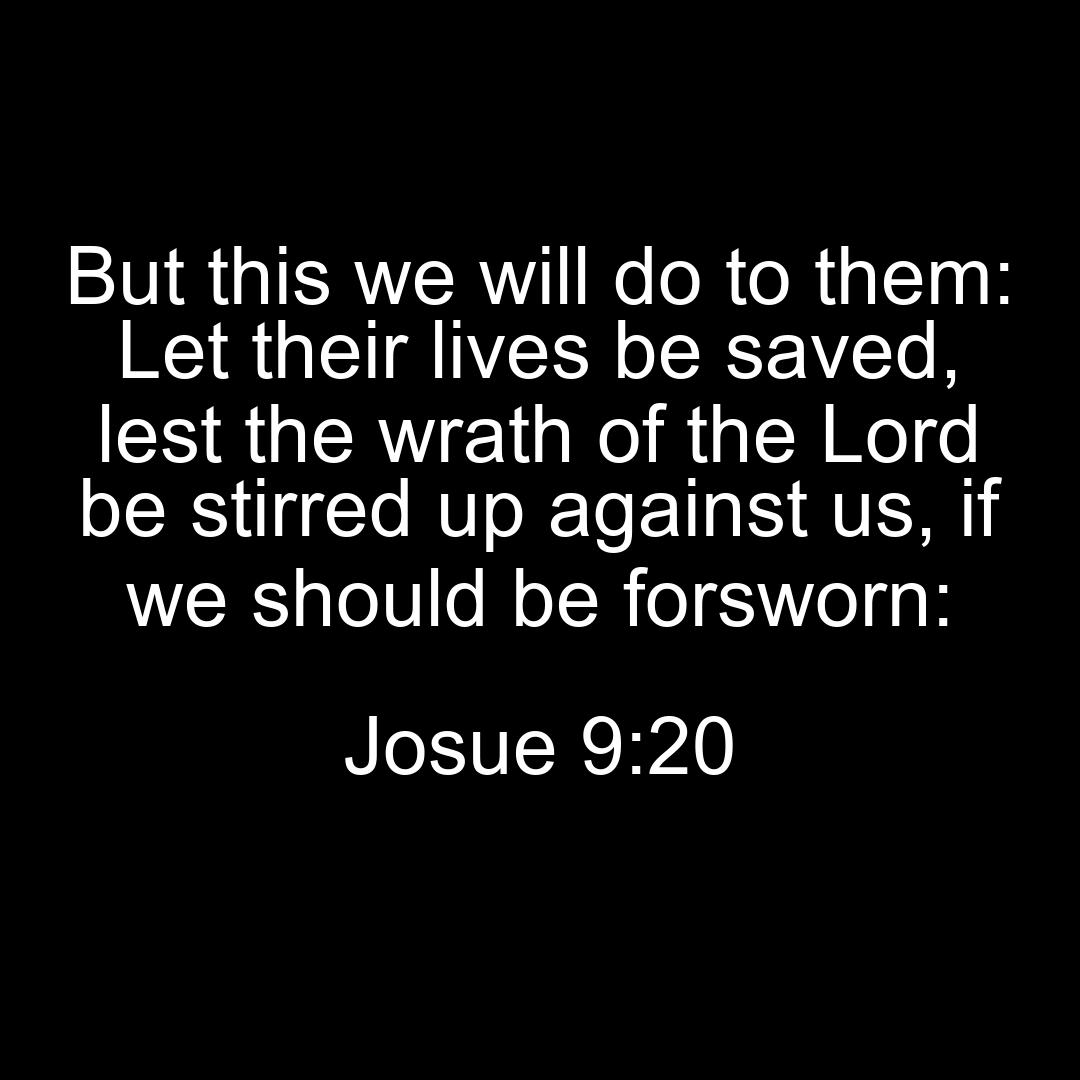 But this we will do to them:
Let their lives be saved,
lest the wrath of the Lord
be stirred up against us, if
we should be forsworn:
Josue 9:20